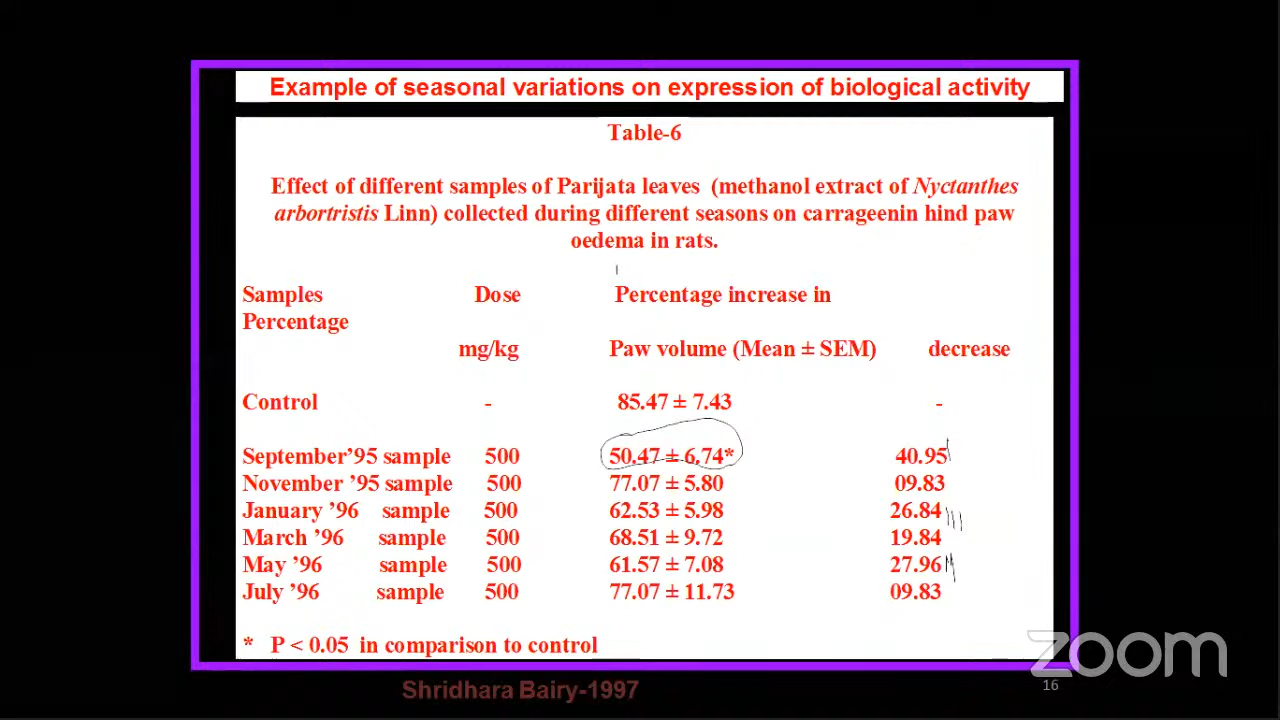 Example of seasonal variations on expression of biological activity
Table-6
Effect of different samples of Parijata leaves (methanol extract of Nyctanthes
arbortristis Linn) collected during different seasons on carrageenin hind paw
oedema in rats.
Samples Dose Percentage increase in
Percentage
mg/kg Paw volume (Mean ± SEM) decrease
Control - 85.47 ± 7.43 -
September’95 sample 500 50.47 ± 6.74* 40.95
November ’95 sample 500 77.07 ± 5.80 09.83
January ’96 sample 500 62.53 ± 5.98 26.84
March ’96 sample 500 68.51 ± 9.72 19.84
May ’96 sample 500 61.57 ± 7.08 27.96
July ’96 sample 500 77.07 ± 11.73 09.83
* P < 0.05 in comparison to control
Shridhara Bairy-1997
16
zoom